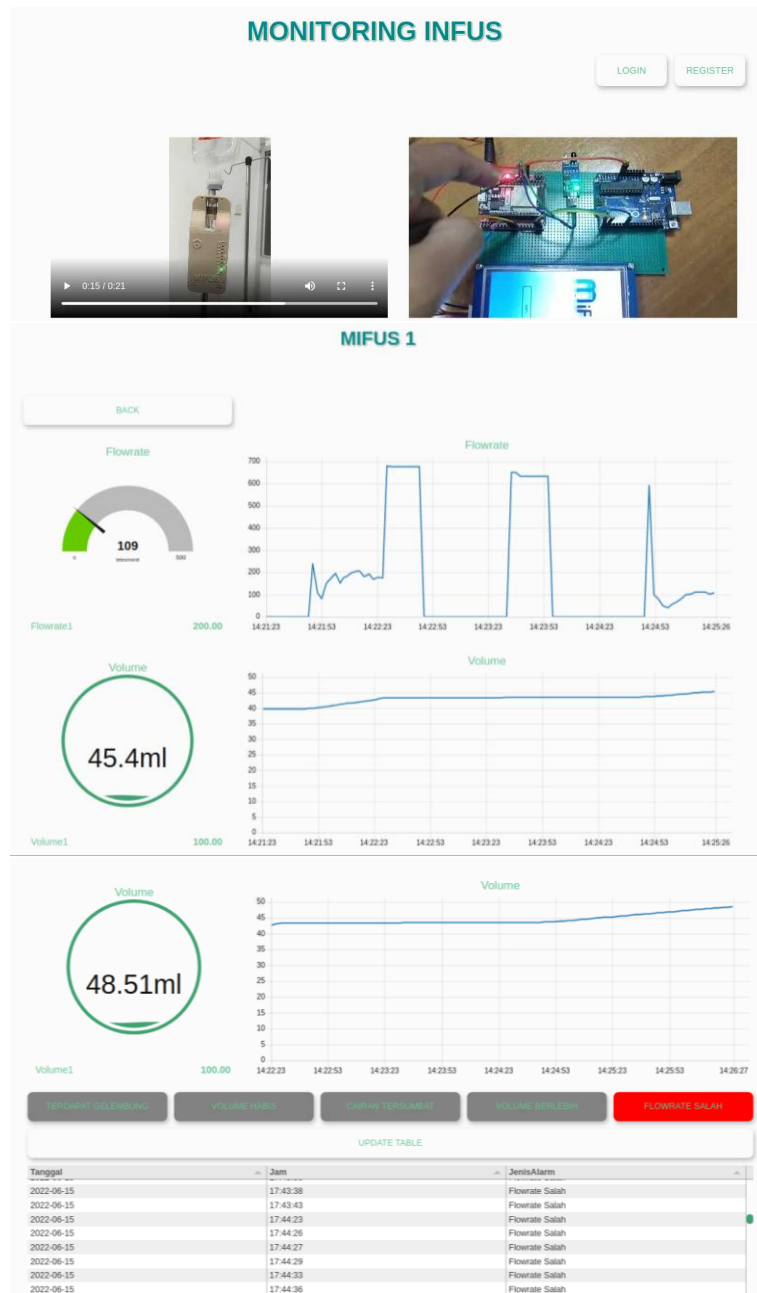 MONITORING INFUS
LOGIN REGISTER
0:15 / 0:21
MIFUS 1
BACK
Flowrate
109
0 500
Flowrate1 200.00
Flowrate
700
600
500
400
300
200
100
0
14:21:23 14:21:53 14:22:23 14:22:53 14:23:23 14:23:53 14:24:23 14:24:53 14:25:26
Volume
45.4ml
Volume1 100.00
Volume
50
45
40
35
30
25
20
15
10
5
0
14:21:23 14:21:53 14:22:23 14:22:53 14:23:23 14:23:53 14:24:23 14:24:53 14:25:26
Volume
48.51ml
Volume1 100.00
Volume
50
45
40
35
30
25
20
15
10
5
0
14:22:23 14:22:53 14:23:23 14:23:53 14:24:23 14:24:53 14:25:23 14:25:53 14:26:27
TERDAPAT GELEMBUNG VOLUME HABIS CAIRAN TERSUMBAT VOLUME BERLEBIH FLOWRATE SALAH
UPDATE TABLE
Tanggal Jam JenisAlarm
2022-06-15 17:43:38 Flowrate Salah
2022-06-15 17:43:43 Flowrate Salah
2022-06-15 17:44:23 Flowrate Salah
2022-06-15 17:44:26 Flowrate Salah
2022-06-15 17:44:27 Flowrate Salah
2022-06-15 17:44:29 Flowrate Salah
2022-06-15 17:44:33 Flowrate Salah
2022-06-15 17:44:36 Flowrate Salah